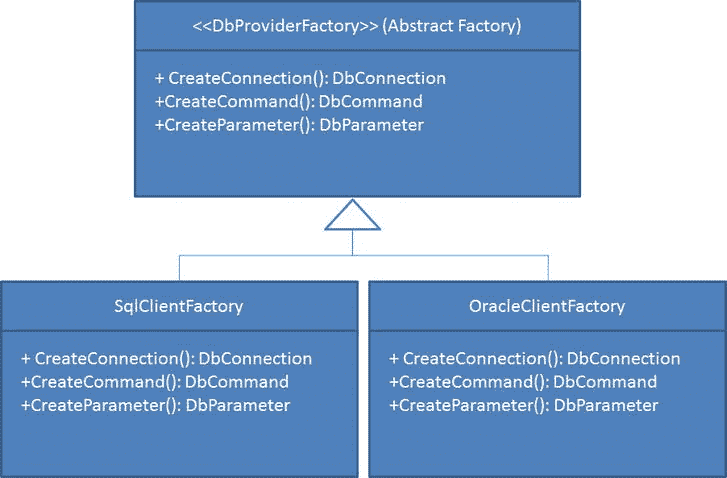 <<DbProviderFactory>> (Abstract Factory)
+ CreateConnection(): DbConnection
+CreateCommand(): DbCommand
+CreateParameter(): DbParameter
SqlClientFactory
+ CreateConnection(): DbConnection
+CreateCommand(): DbCommand
+CreateParameter(): DbParameter
OracleClientFactory
+ CreateConnection(): DbConnection
+CreateCommand(): DbCommand
+CreateParameter(): DbParameter